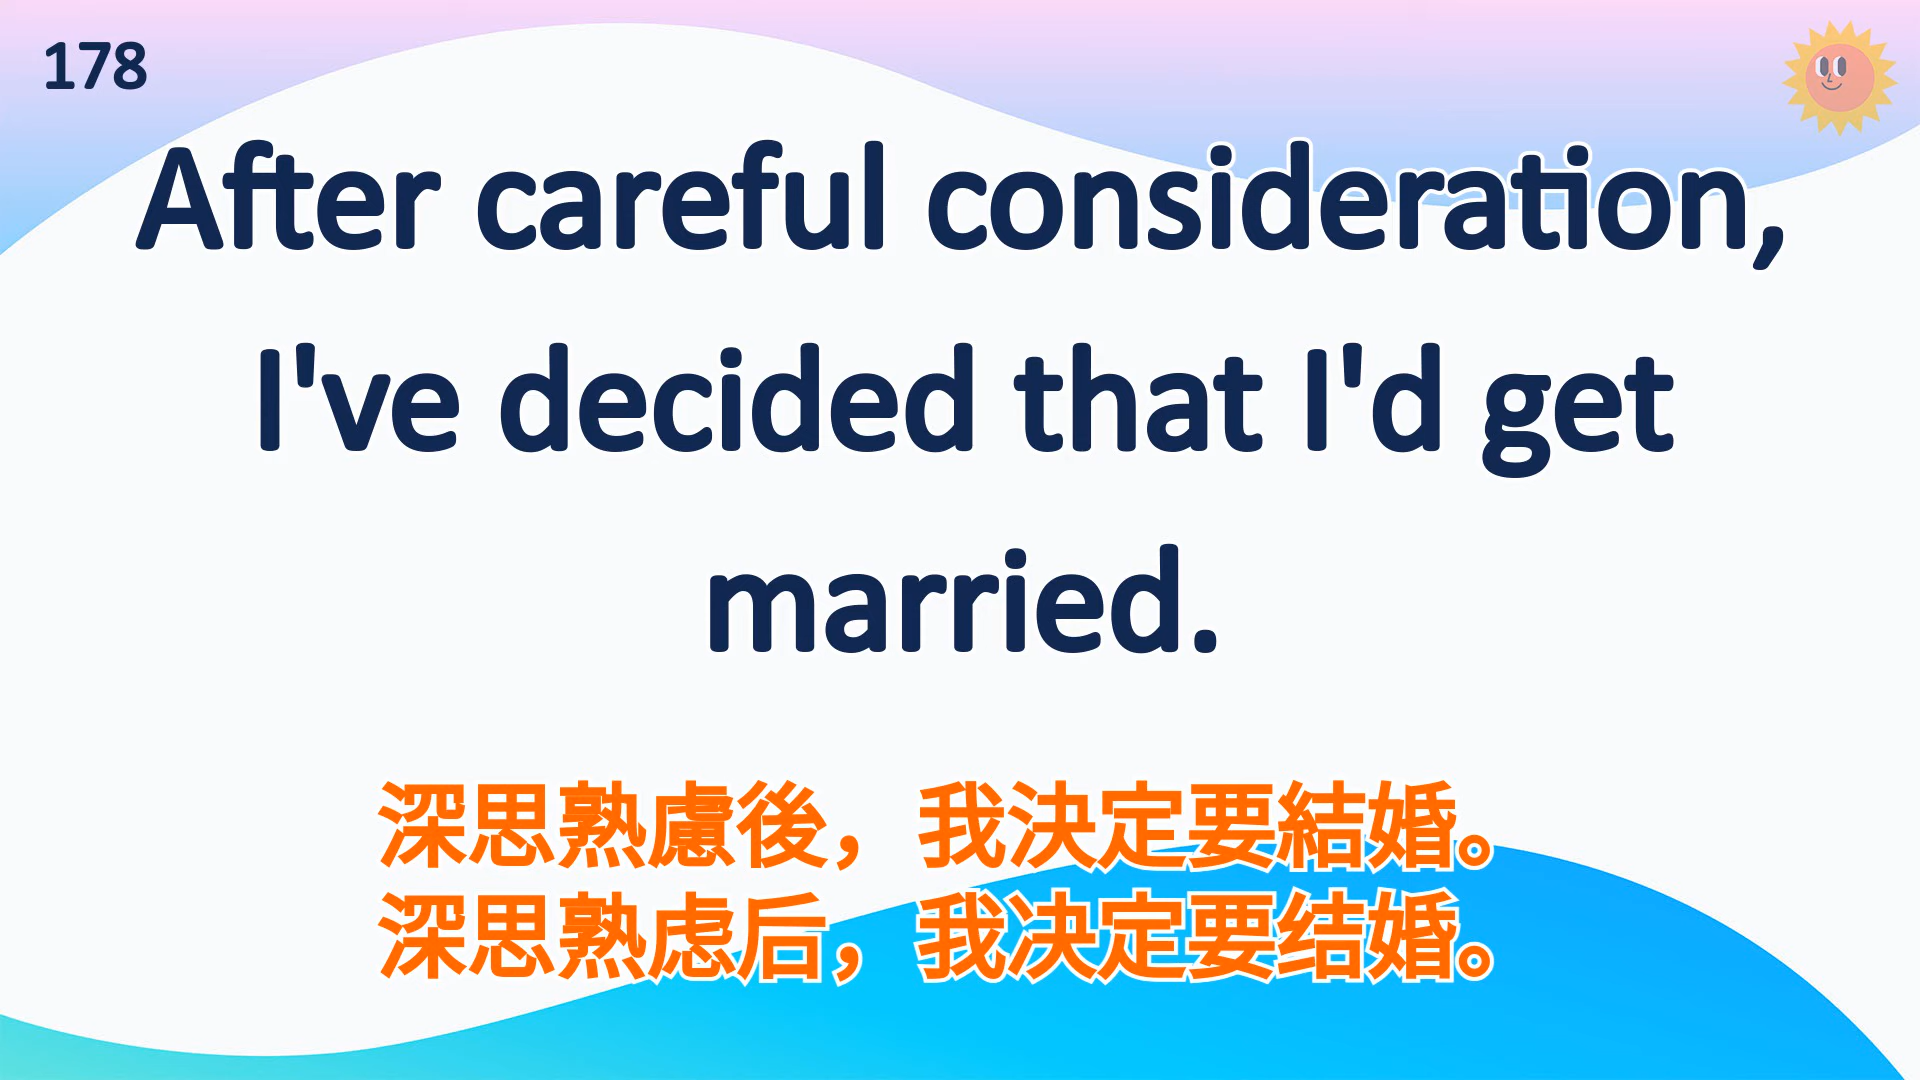 178
After careful consideration,
I've decided that I'd get
married.
深思熟慮後，我決定要結婚。
深思熟虑后，我决定要结婚。